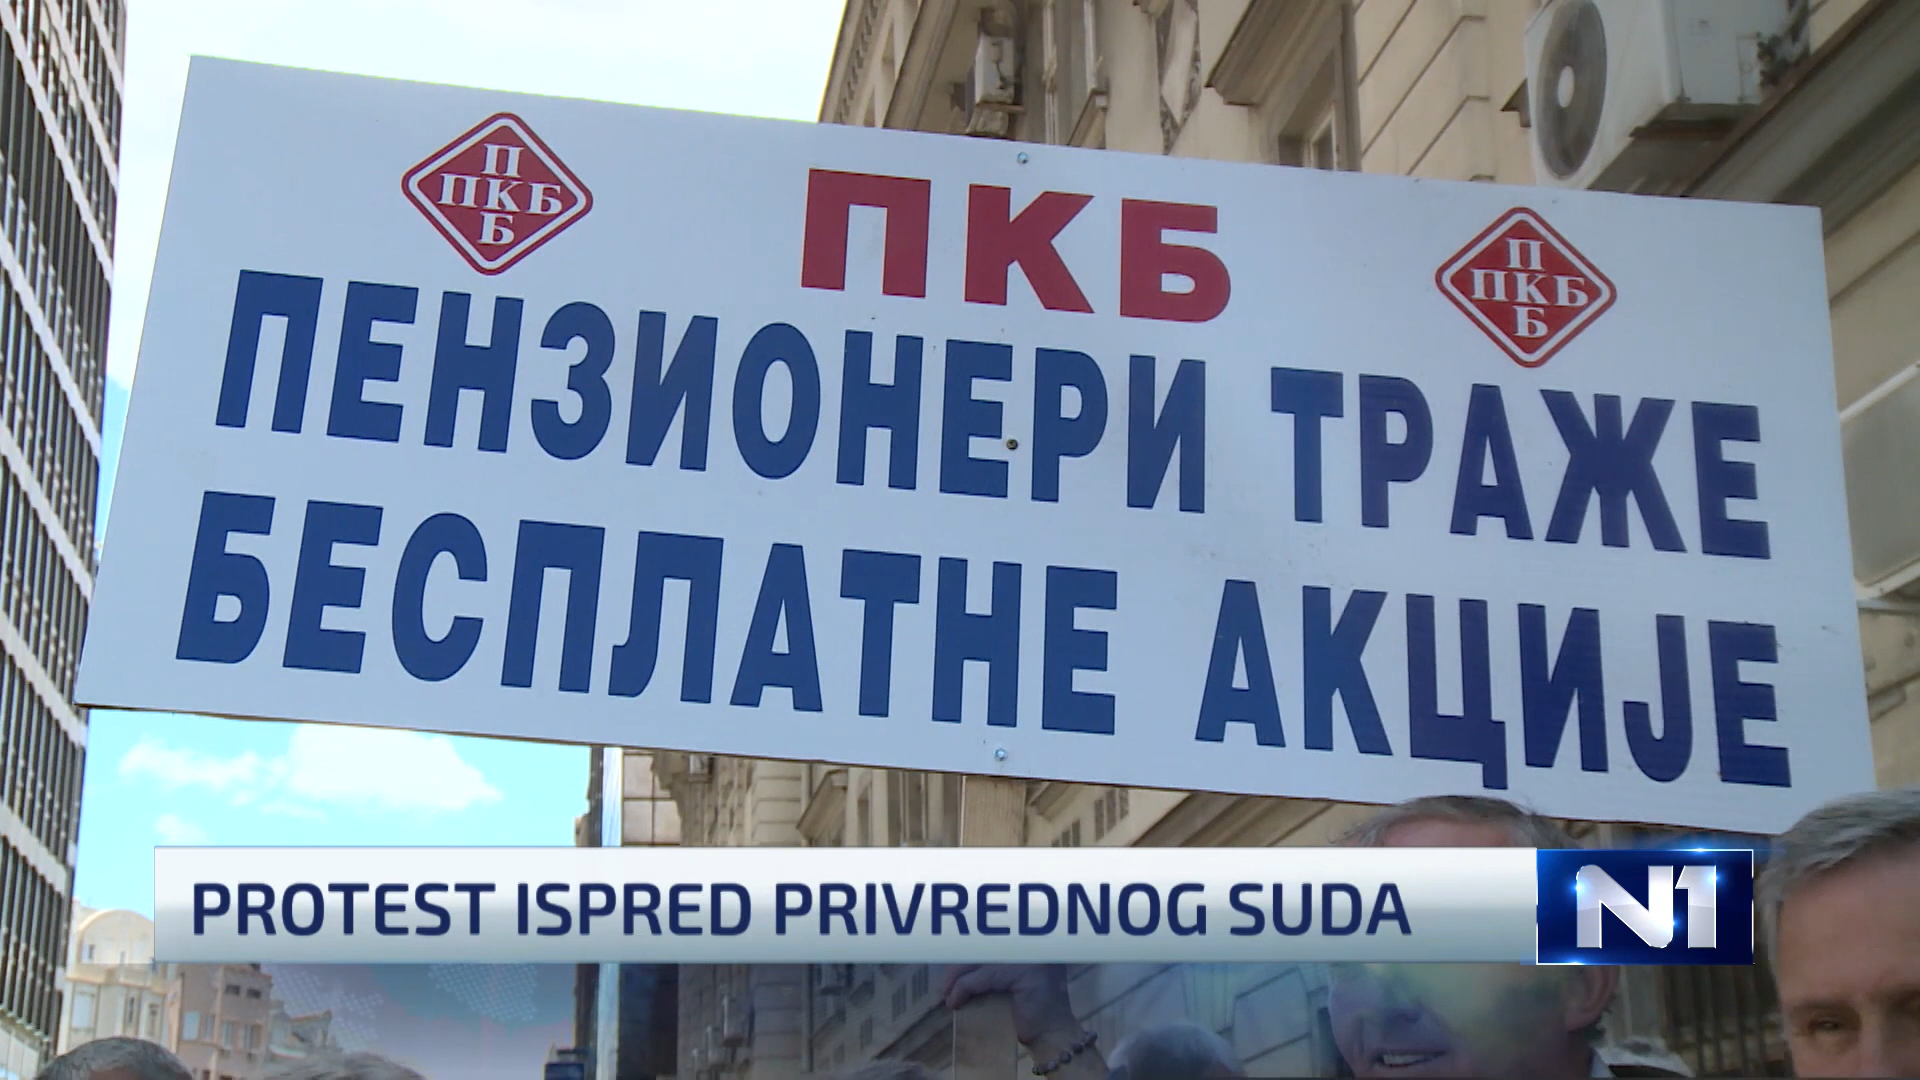 П
ПКБ
Б
ПКБ
П
ПКБ
Б
ПЕНЗИОНЕРИ ТРАЖЕ
БЕСПЛАТНЕ АКЦИЈЕ
PROTEST ISPRED PRIVREDNOG SUDA
N1